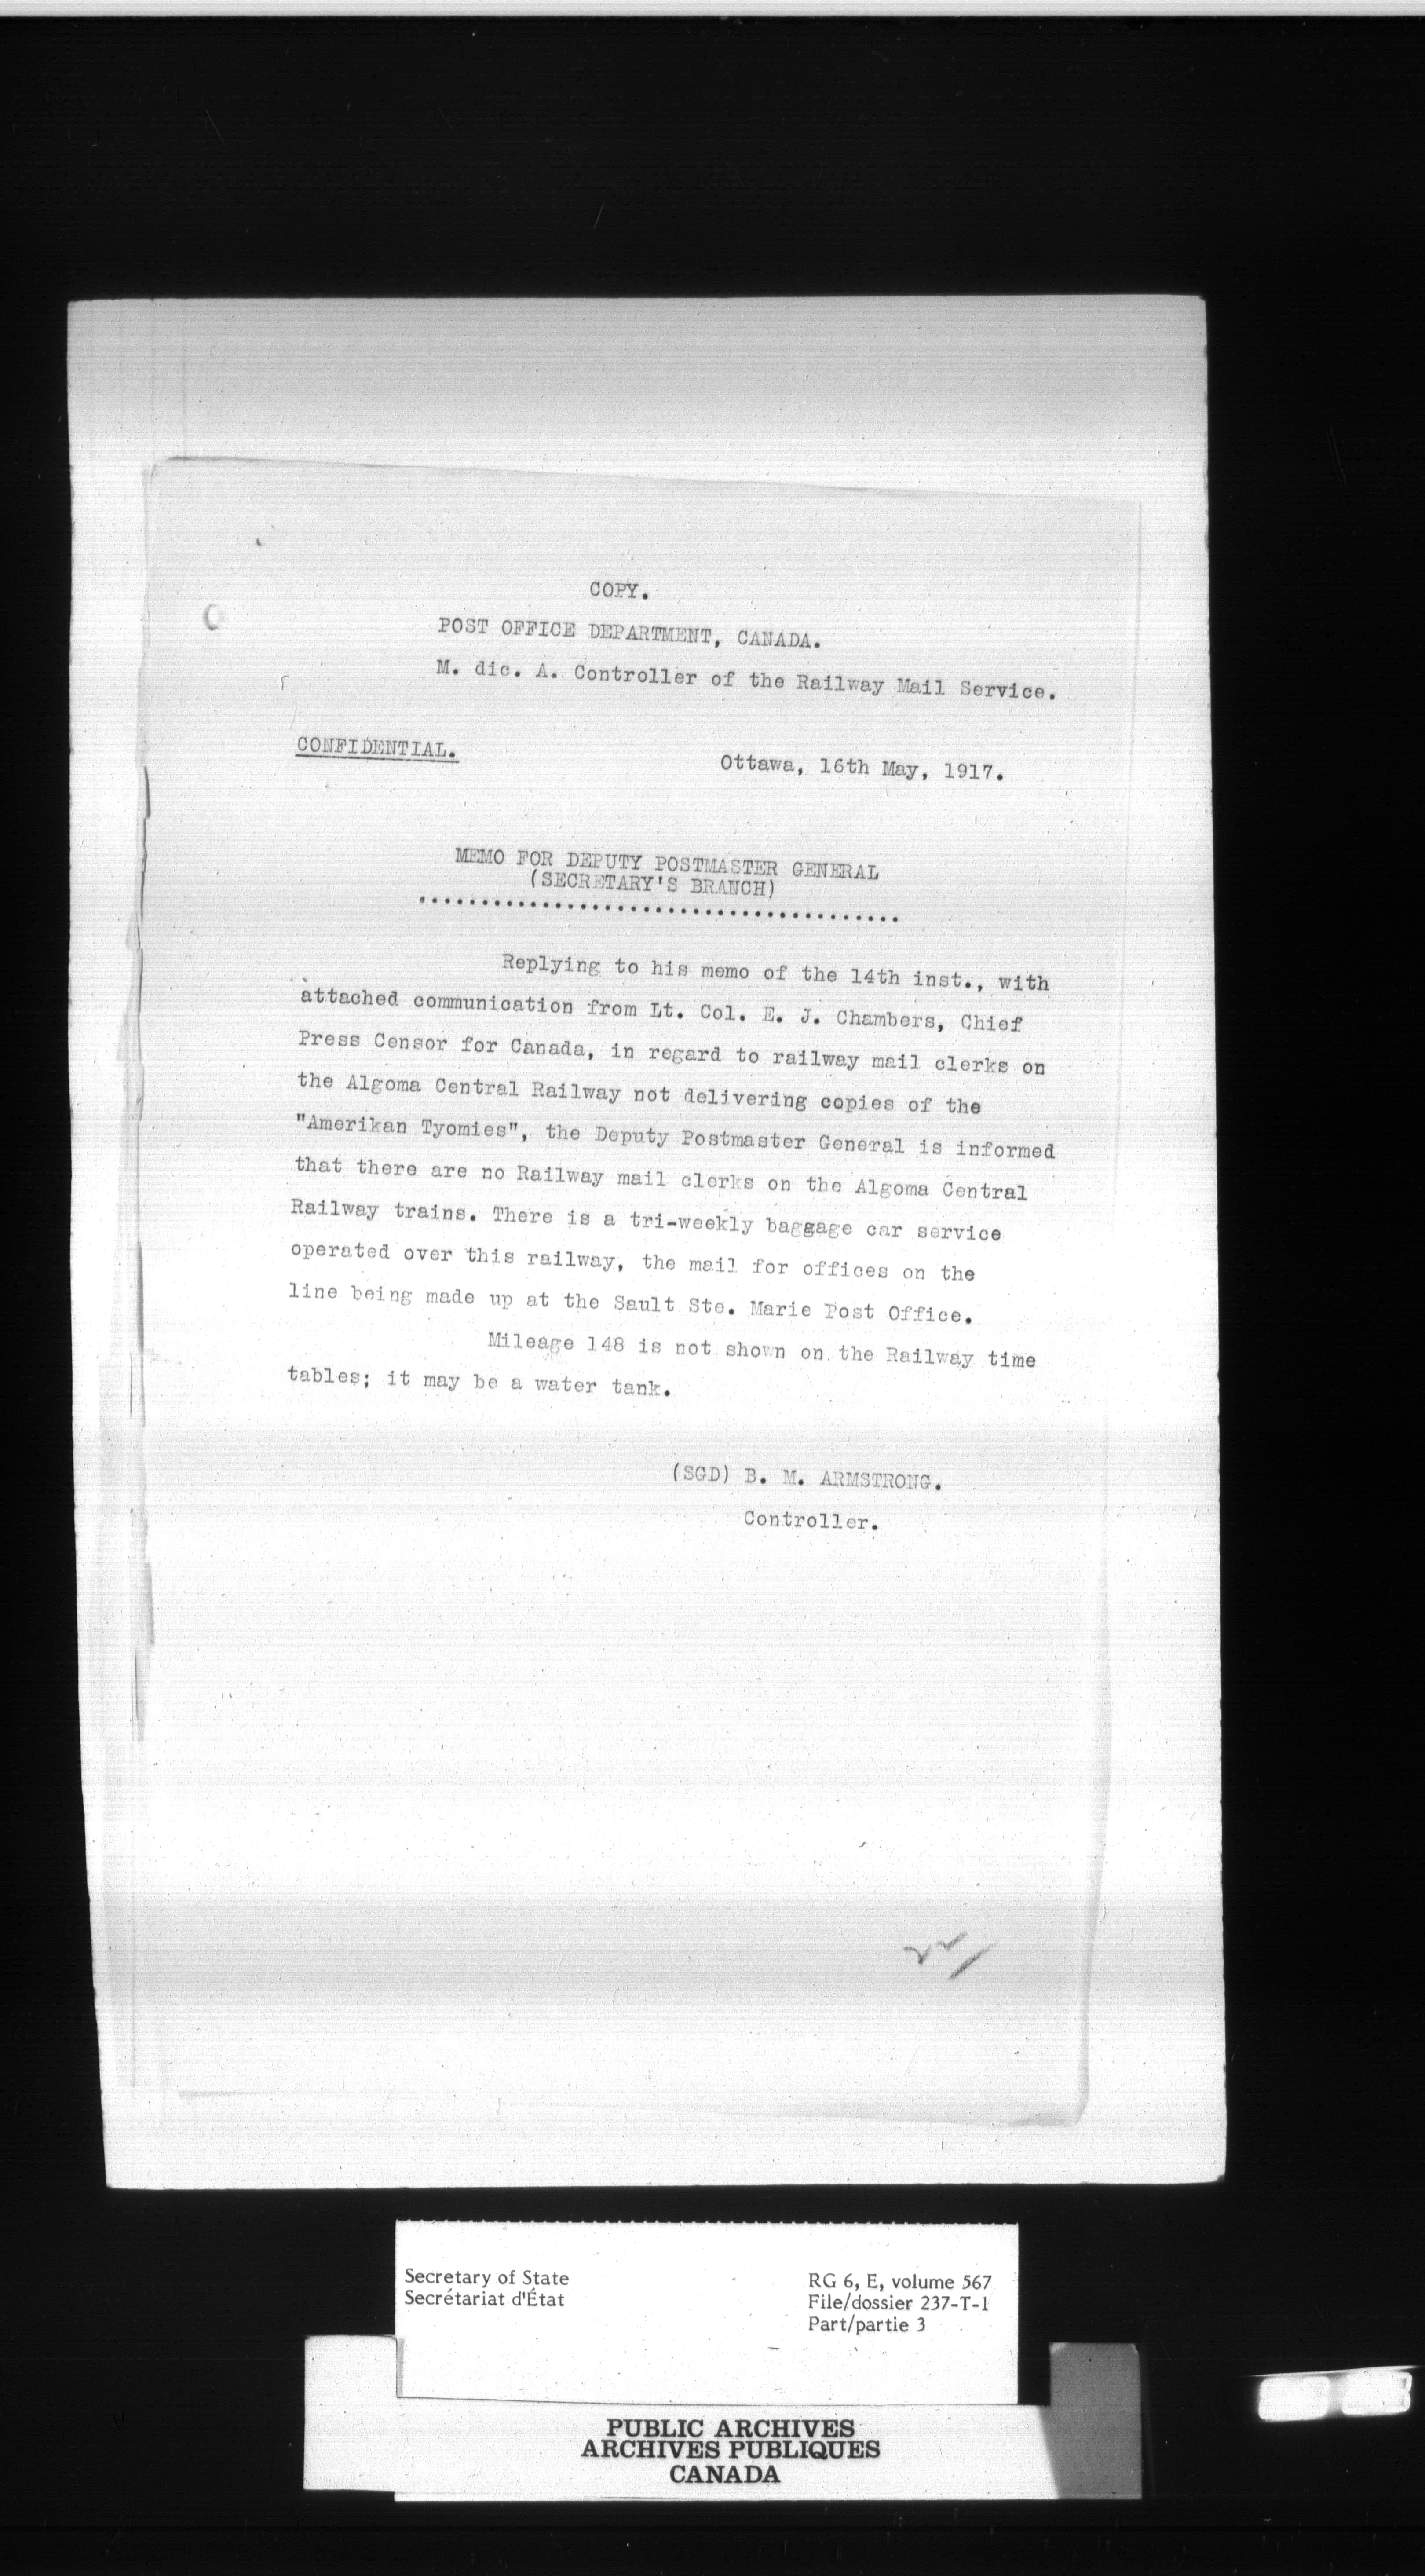 COPY.
POST OFFICE DEPARTMENT, CANADA.
M. dic. A. Controller of the Railway Mail Service.
CONFIDENTIAL.
Ottawa, 16th May, 1917.
MEMO FOR DEPUTY POSTMASTER GENERAL
(SECRETARY'S BRANCH)
.......................................
Replying to his memo of the 14th inst., with
attached communication from Lt. Col. E. J. Chambers, Chief
Press Censor for Canada, in regard to railway mail clerks on
the Algoma Central Railway not delivering copies of the
"Amerikan Tyomies", the Deputy Postmaster General is informed
that there are no Railway mail clerks on the Algoma Central
Railway trains. There is a tri-weekly baggage car service
operated over this railway, the mail for offices on the
line being made up at the Sault Ste. Marie Post Office.
Mileage 148 is not shown on the Railway time
tables; it may be a water tank.
(SGD) B. M. ARMSTRONG.
Controller.
Secretary of State
Secrétariat d'État
RG 6, E, volume 567
File/dossier 237-T-1
Part/partie 3
PUBLIC ARCHIVES
ARCHIVES PUBLIQUES
CANADA